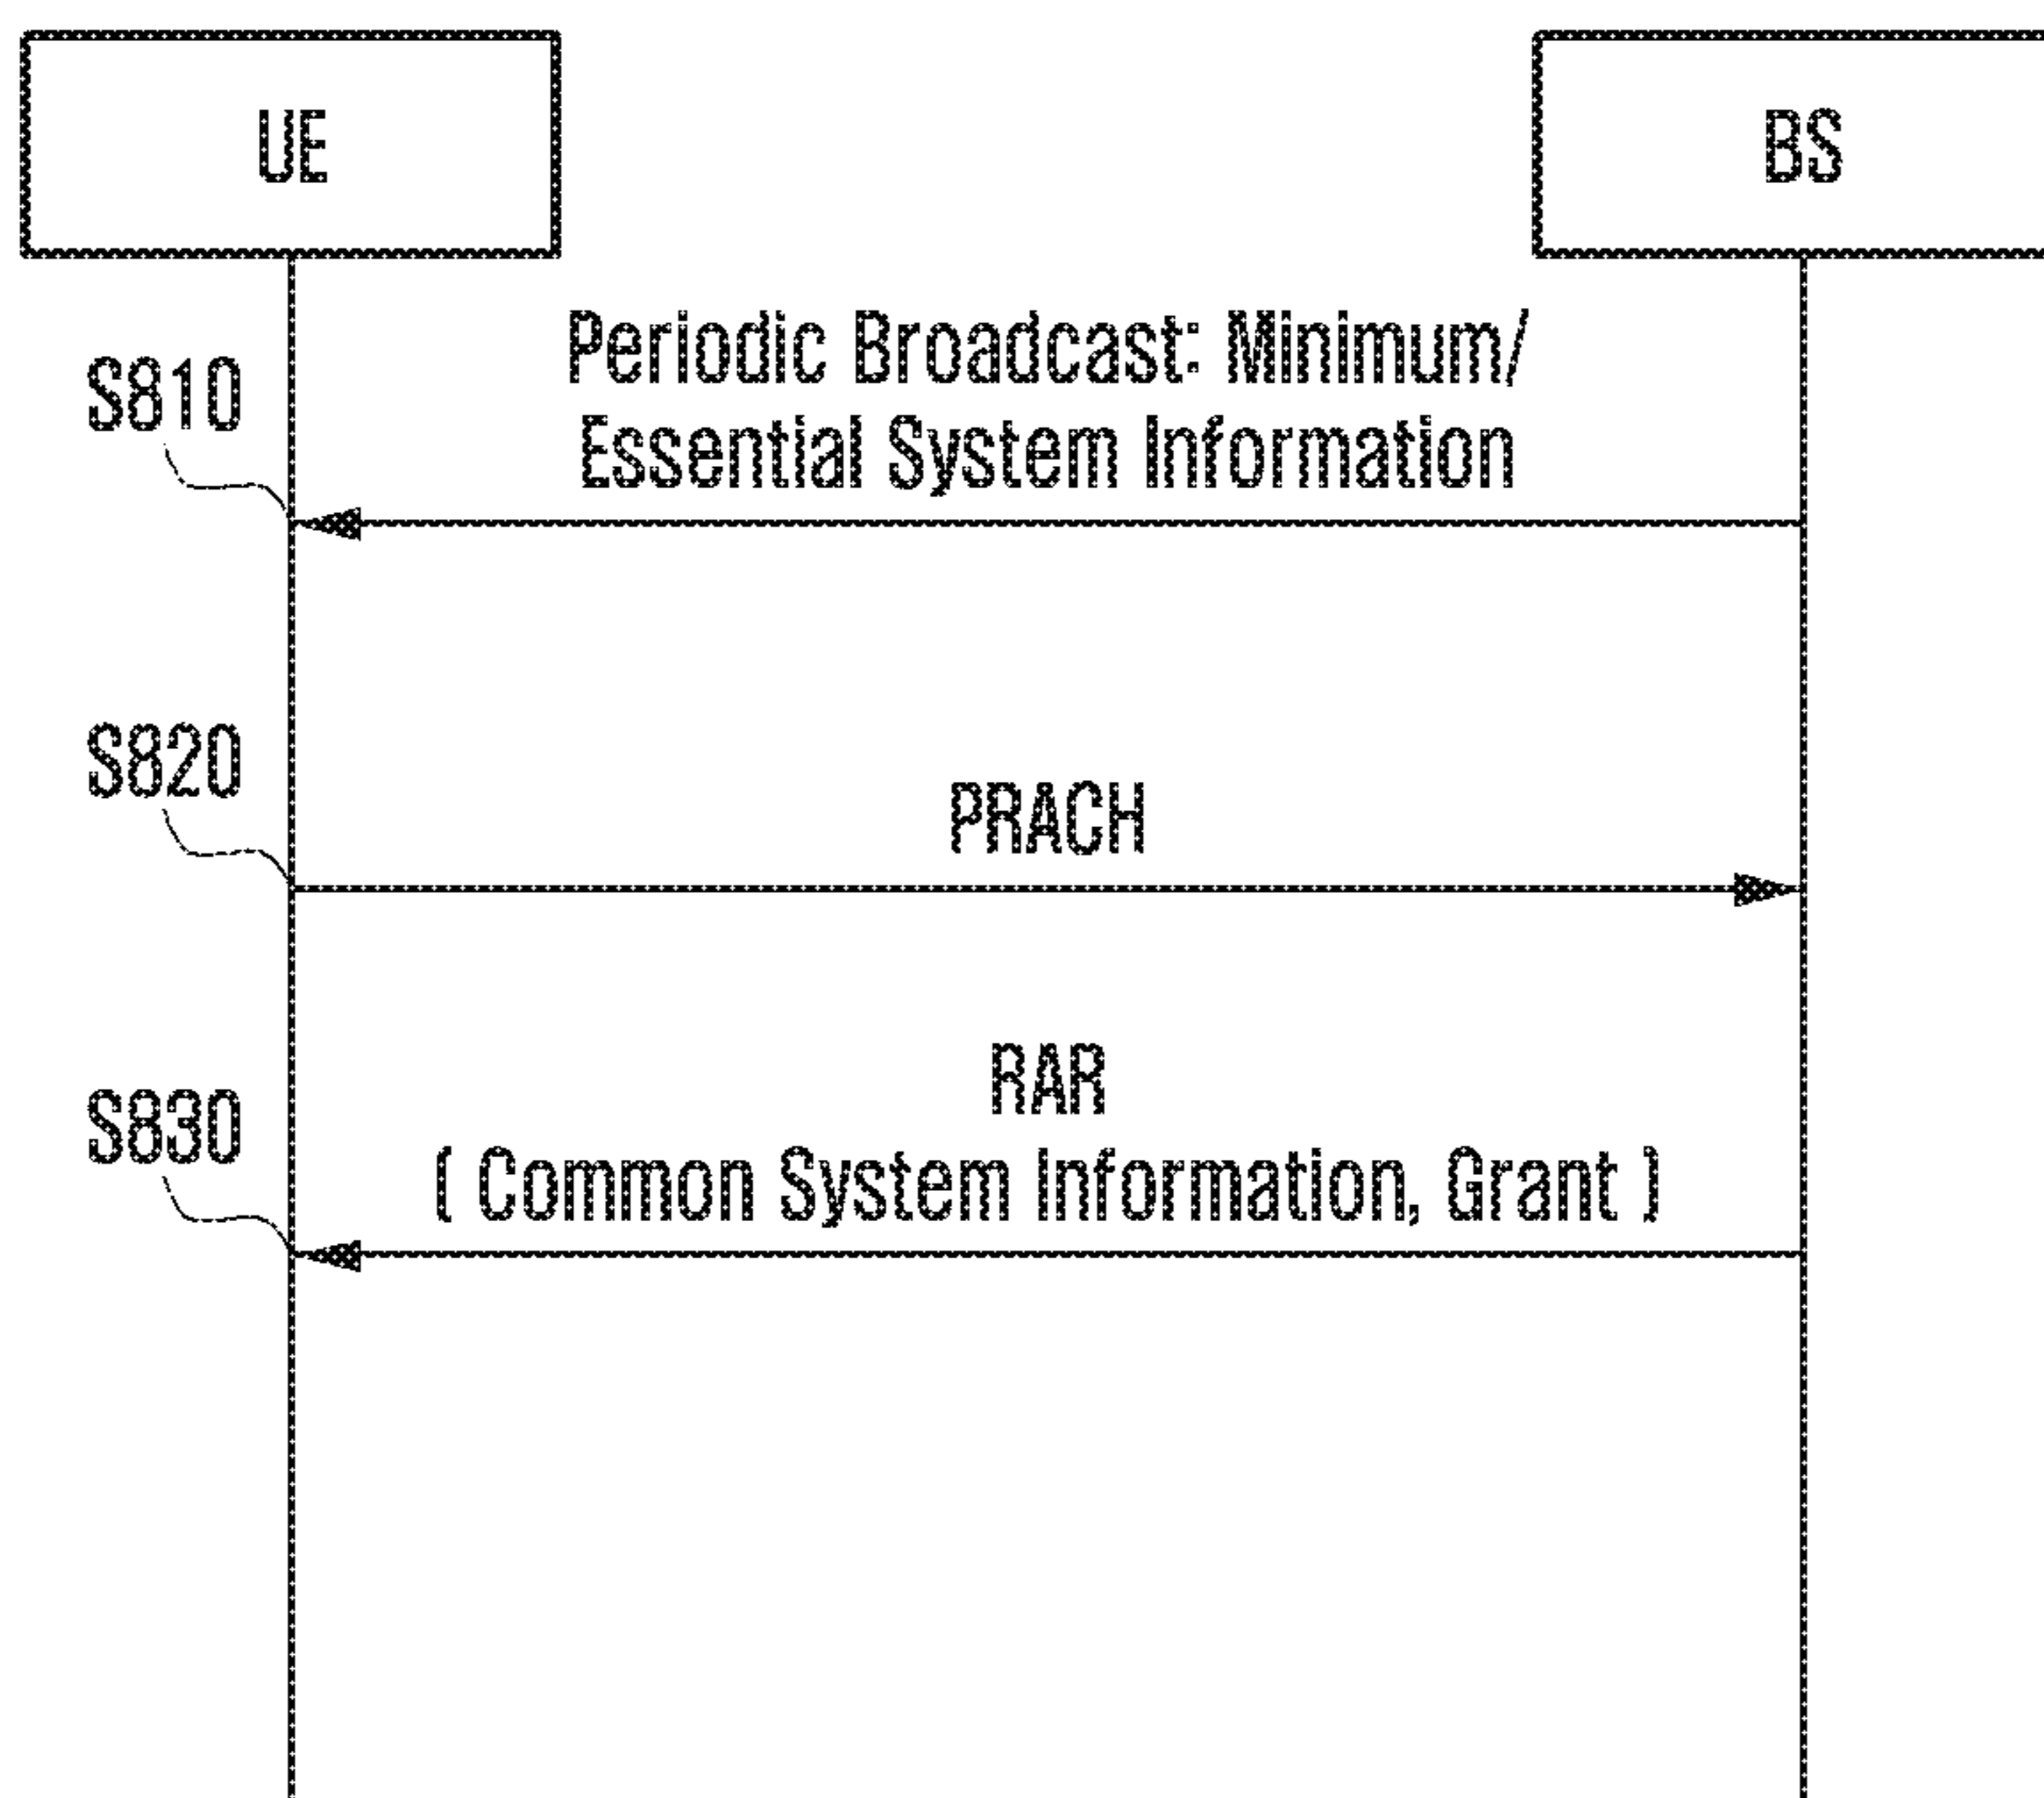 UE
BS
Periodic Broadcast: Minimum/
Essential System Information
S810
S820
PRACH
RAR
S830
( Common System Information, Grant )